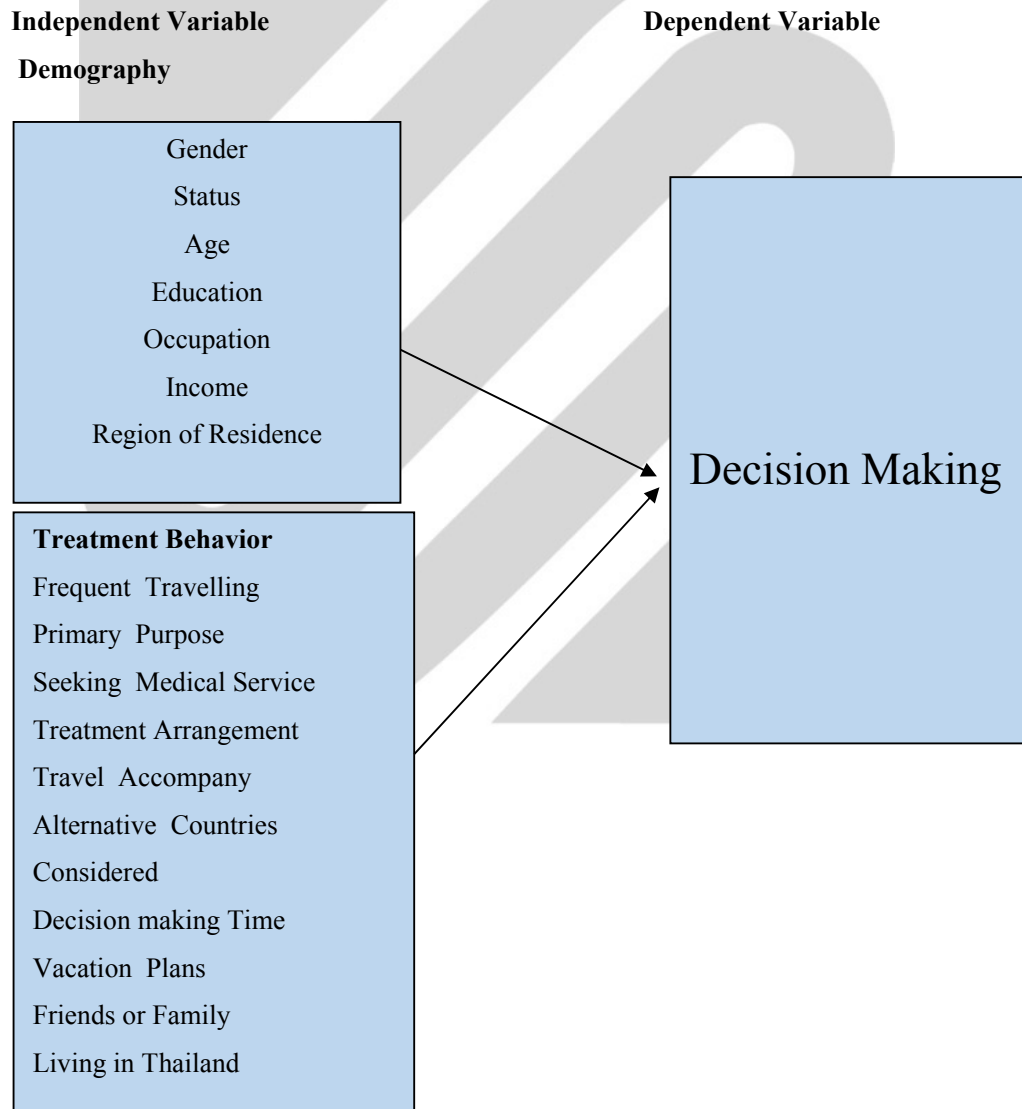 Independent Variable
Dependent Variable
Demography
Gender
Status
Age
Education
Occupation
Income
Region of Residence
Decision Making
Treatment Behavior
Frequent Travelling
Primary Purpose
Seeking Medical Service
Treatment Arrangement
Travel Accompany
Alternative Countries
Considered
Decision making Time
Vacation Plans
Friends or Family
Living in Thailand